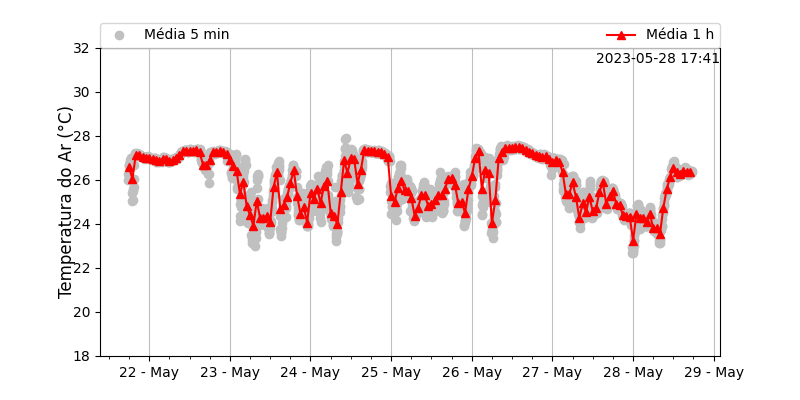 Média 5 min
Média 1 h
2023-05-28 17:41
Temperatura do Ar (°C)
32
30
28
26
24
22
20
18
22 - May
23 - May
24 - May
25 - May
26 - May
27 - May
28 - May
29 - May